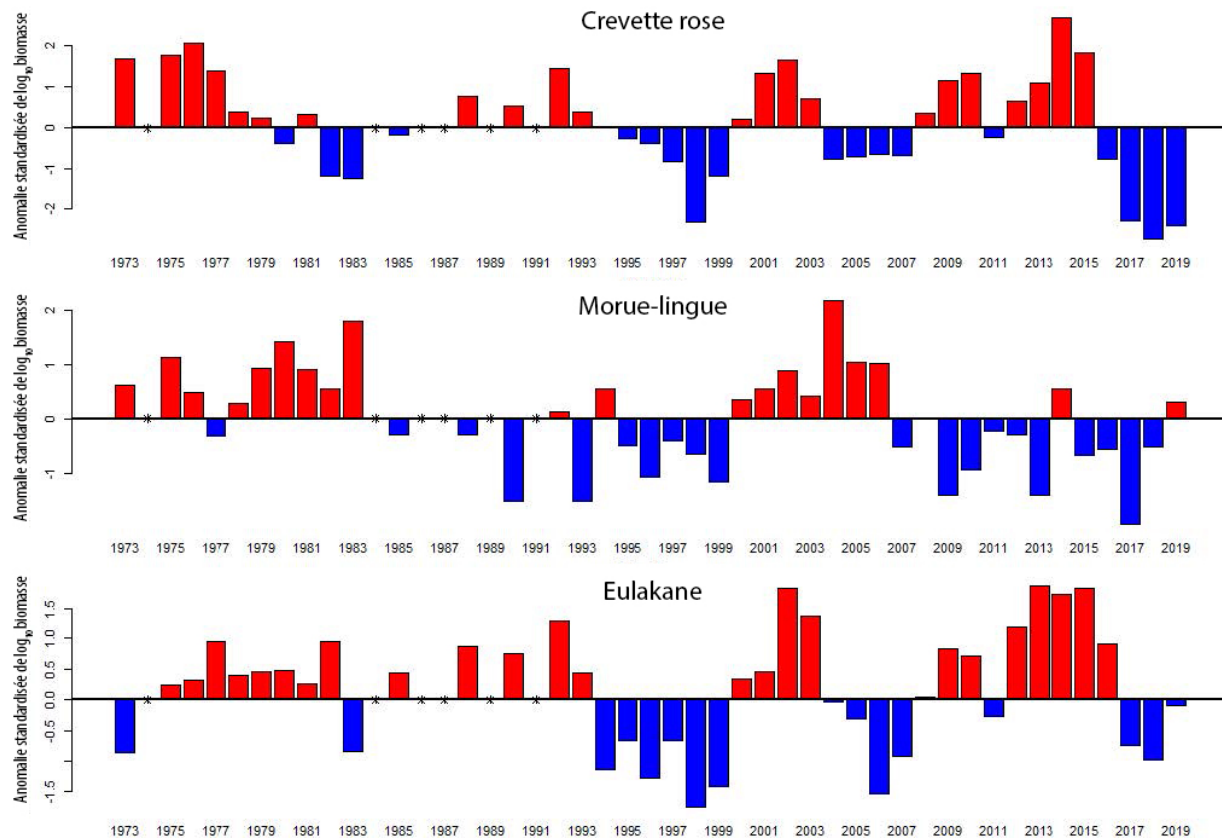 Crevette rose
Anomalie standardisée de log10 biomasse
2
1
0
-1
-2
* * * * * *
1973 1975 1977 1979 1981 1983 1985 1987 1989 1991 1993 1995 1997 1999 2001 2003 2005 2007 2009 2011 2013 2015 2017 2019
Morue-lingue
Anomalie standardisée de log10 biomasse
2
1
0
-1
* * * * * *
1973 1975 1977 1979 1981 1983 1985 1987 1989 1991 1993 1995 1997 1999 2001 2003 2005 2007 2009 2011 2013 2015 2017 2019
Eulakane
Anomalie standardisée de log10 biomasse
1.5
1.0
0.5
0.0
-0.5
-1.5
* * * * * *
1973 1975 1977 1979 1981 1983 1985 1987 1989 1991 1993 1995 1997 1999 2001 2003 2005 2007 2009 2011 2013 2015 2017 2019